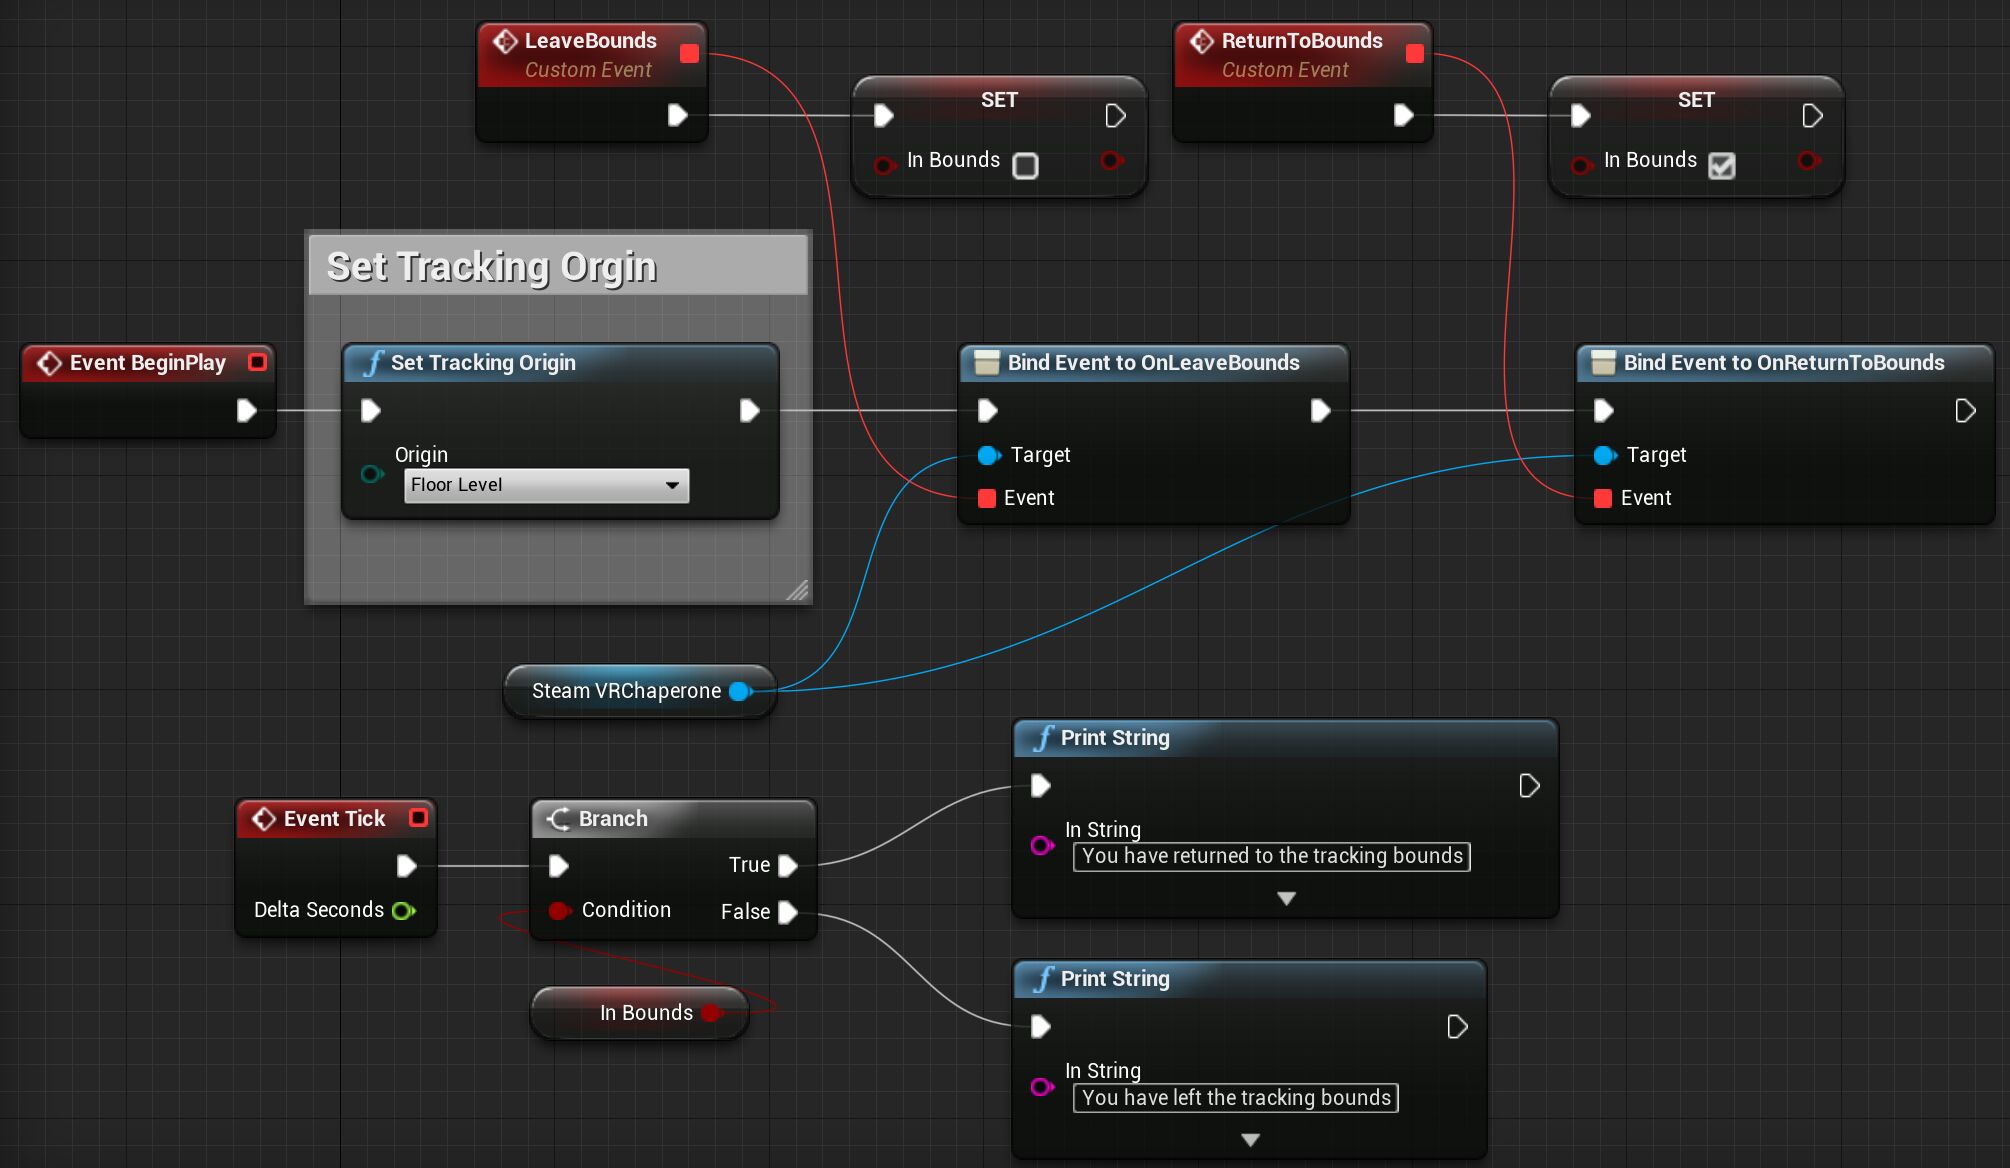 LeaveBounds
Custom Event
SET
In Bounds
ReturnToBounds
Custom Event
SET
In Bounds
Set Tracking Orgin
Event BeginPlay
Set Tracking Origin
Origin
Floor Level
Bind Event to OnLeaveBounds
Target
Event
Bind Event to OnReturnToBounds
Target
Event
Steam VRChaperone
Event Tick
Delta Seconds
Branch
True
Condition
False
In Bounds
Print String
In String
You have returned to the tracking bounds
Print String
In String
You have left the tracking bounds